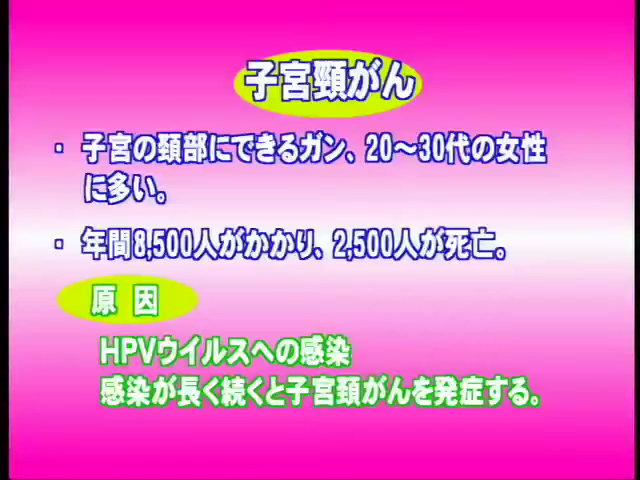 子宮頸がん
・ 子宮の頚部にできるガン、20～30代の女性
に多い。
・ 年間8,500人がかかり、2,500人が死亡。
原 因
HPVウイルスへの感染
感染が長く続くと子宮頚がんを発症する。